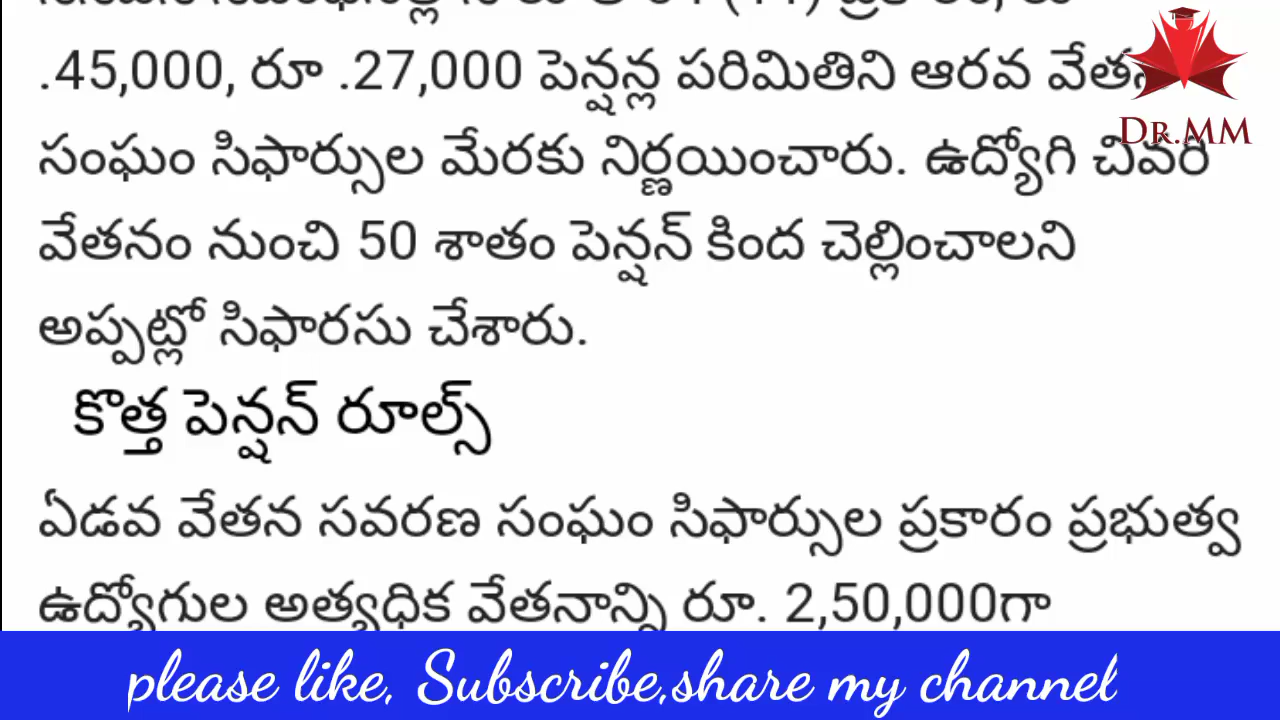 .45,000, రూ .27,000 పెన్షన్ల పరిమితిని ఆరవ
సంఘం సిఫార్సుల మేరకు నిర్ణయించారు. ఉద్యోగి చివరి
వేతనం నుంచి 50 శాతం పెన్షన్ కింద చెల్లించాలని
అప్పట్లో సిఫారసు చేశారు.
కొత్త పెన్షన్ రూల్స్
ఏడవ వేతన సవరణ సంఘం సిఫార్సుల ప్రకారం ప్రభుత్వ
ఉద్యోగుల అత్యధిక వేతనాన్ని రూ. 2,50,000గా
please like, Subscribe,share my channel
DR.MM